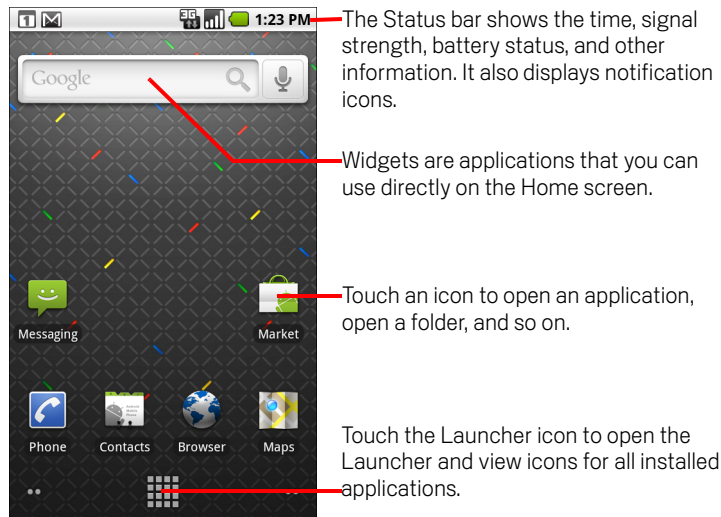 1
3G
1:23 PM
The Status bar shows the time, signal
strength, battery status, and other
information. It also displays notification
icons.
Google
Widgets are applications that you can
use directly on the Home screen.
Messaging
Market
Touch an icon to open an application,
open a folder, and so on.
Phone
Contacts
Browser
Maps
Touch the Launcher icon to open the
Launcher and view icons for all installed
applications.